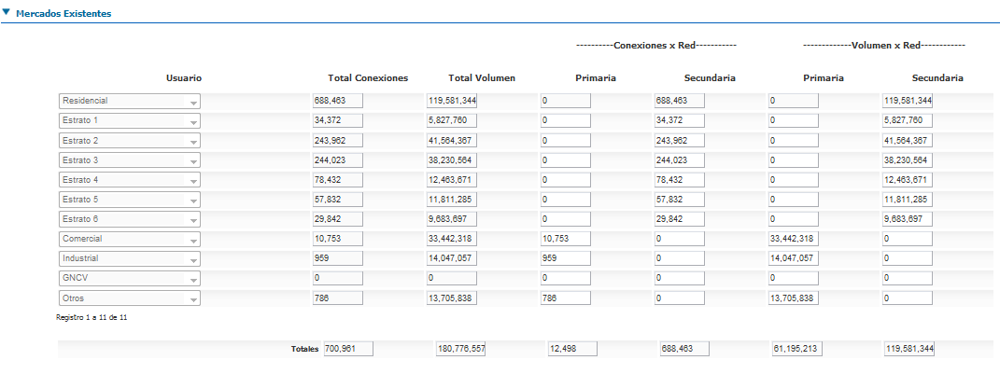 Mercados Existentes
----------Conexiones x Red----------- -------------Volumen x Red------------
Usuario Total Conexiones Total Volumen Primaria Secundaria Primaria Secundaria
Residencial 688,463 119,581,344 0 688,463 0 119,581,344
Estrato 1 34,372 5,827,760 0 34,372 0 5,827,760
Estrato 2 243,962 41,564,367 0 243,962 0 41,564,367
Estrato 3 244,023 38,230,564 0 244,023 0 38,230,564
Estrato 4 78,432 12,463,671 0 78,432 0 12,463,671
Estrato 5 57,832 11,811,285 0 57,832 0 11,811,285
Estrato 6 29,842 9,683,697 0 29,842 0 9,683,697
Comercial 10,753 33,442,318 10,753 0 33,442,318 0
Industrial 959 14,047,057 959 0 14,047,057 0
GNCV 0 0 0 0 0 0
Otros 786 13,705,838 786 0 13,705,838 0
Registro 1 a 11 de 11
Totales 700,961 180,776,557 12,498 688,463 61,195,213 119,581,344